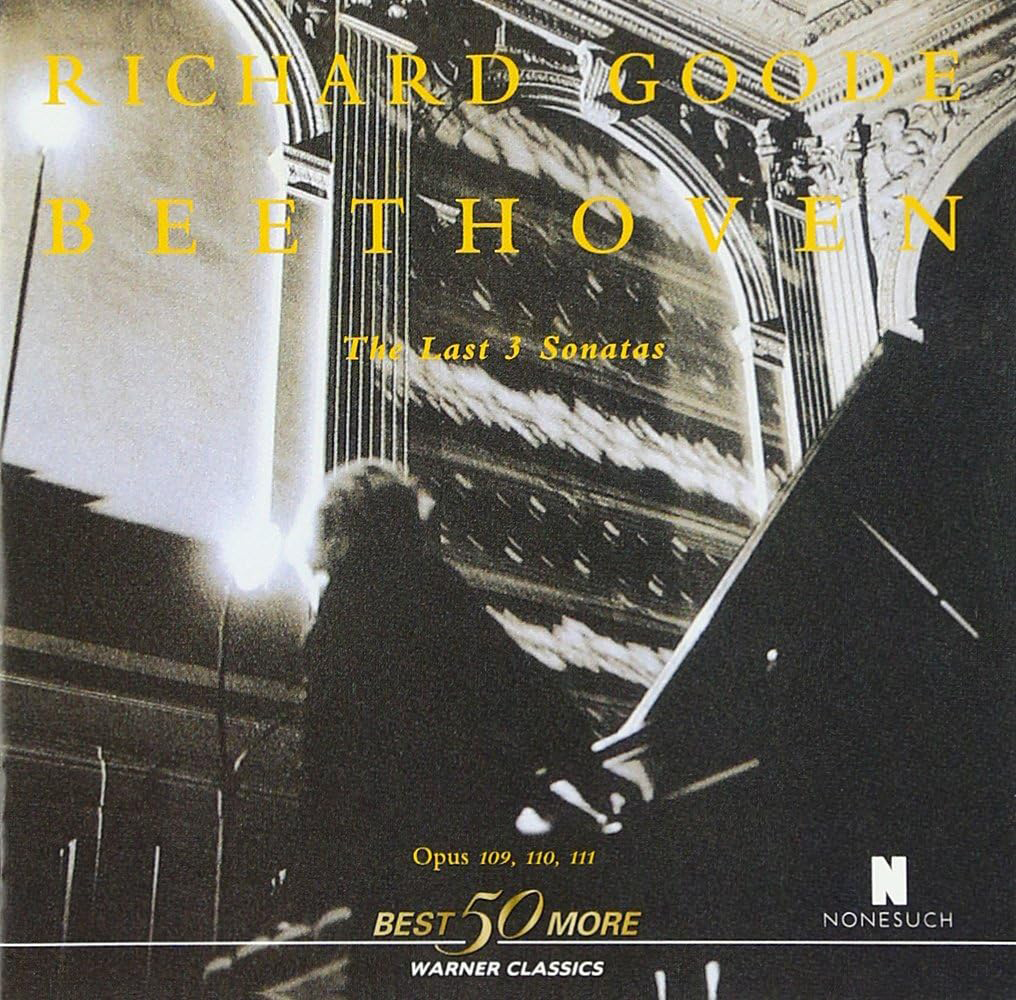 RICHARD GOODE
BEETHOVEN
The Last 3 Sonatas
Opus 109, 110, 111
BEST 50 MORE
WARNER CLASSICS
N
NONESUCH